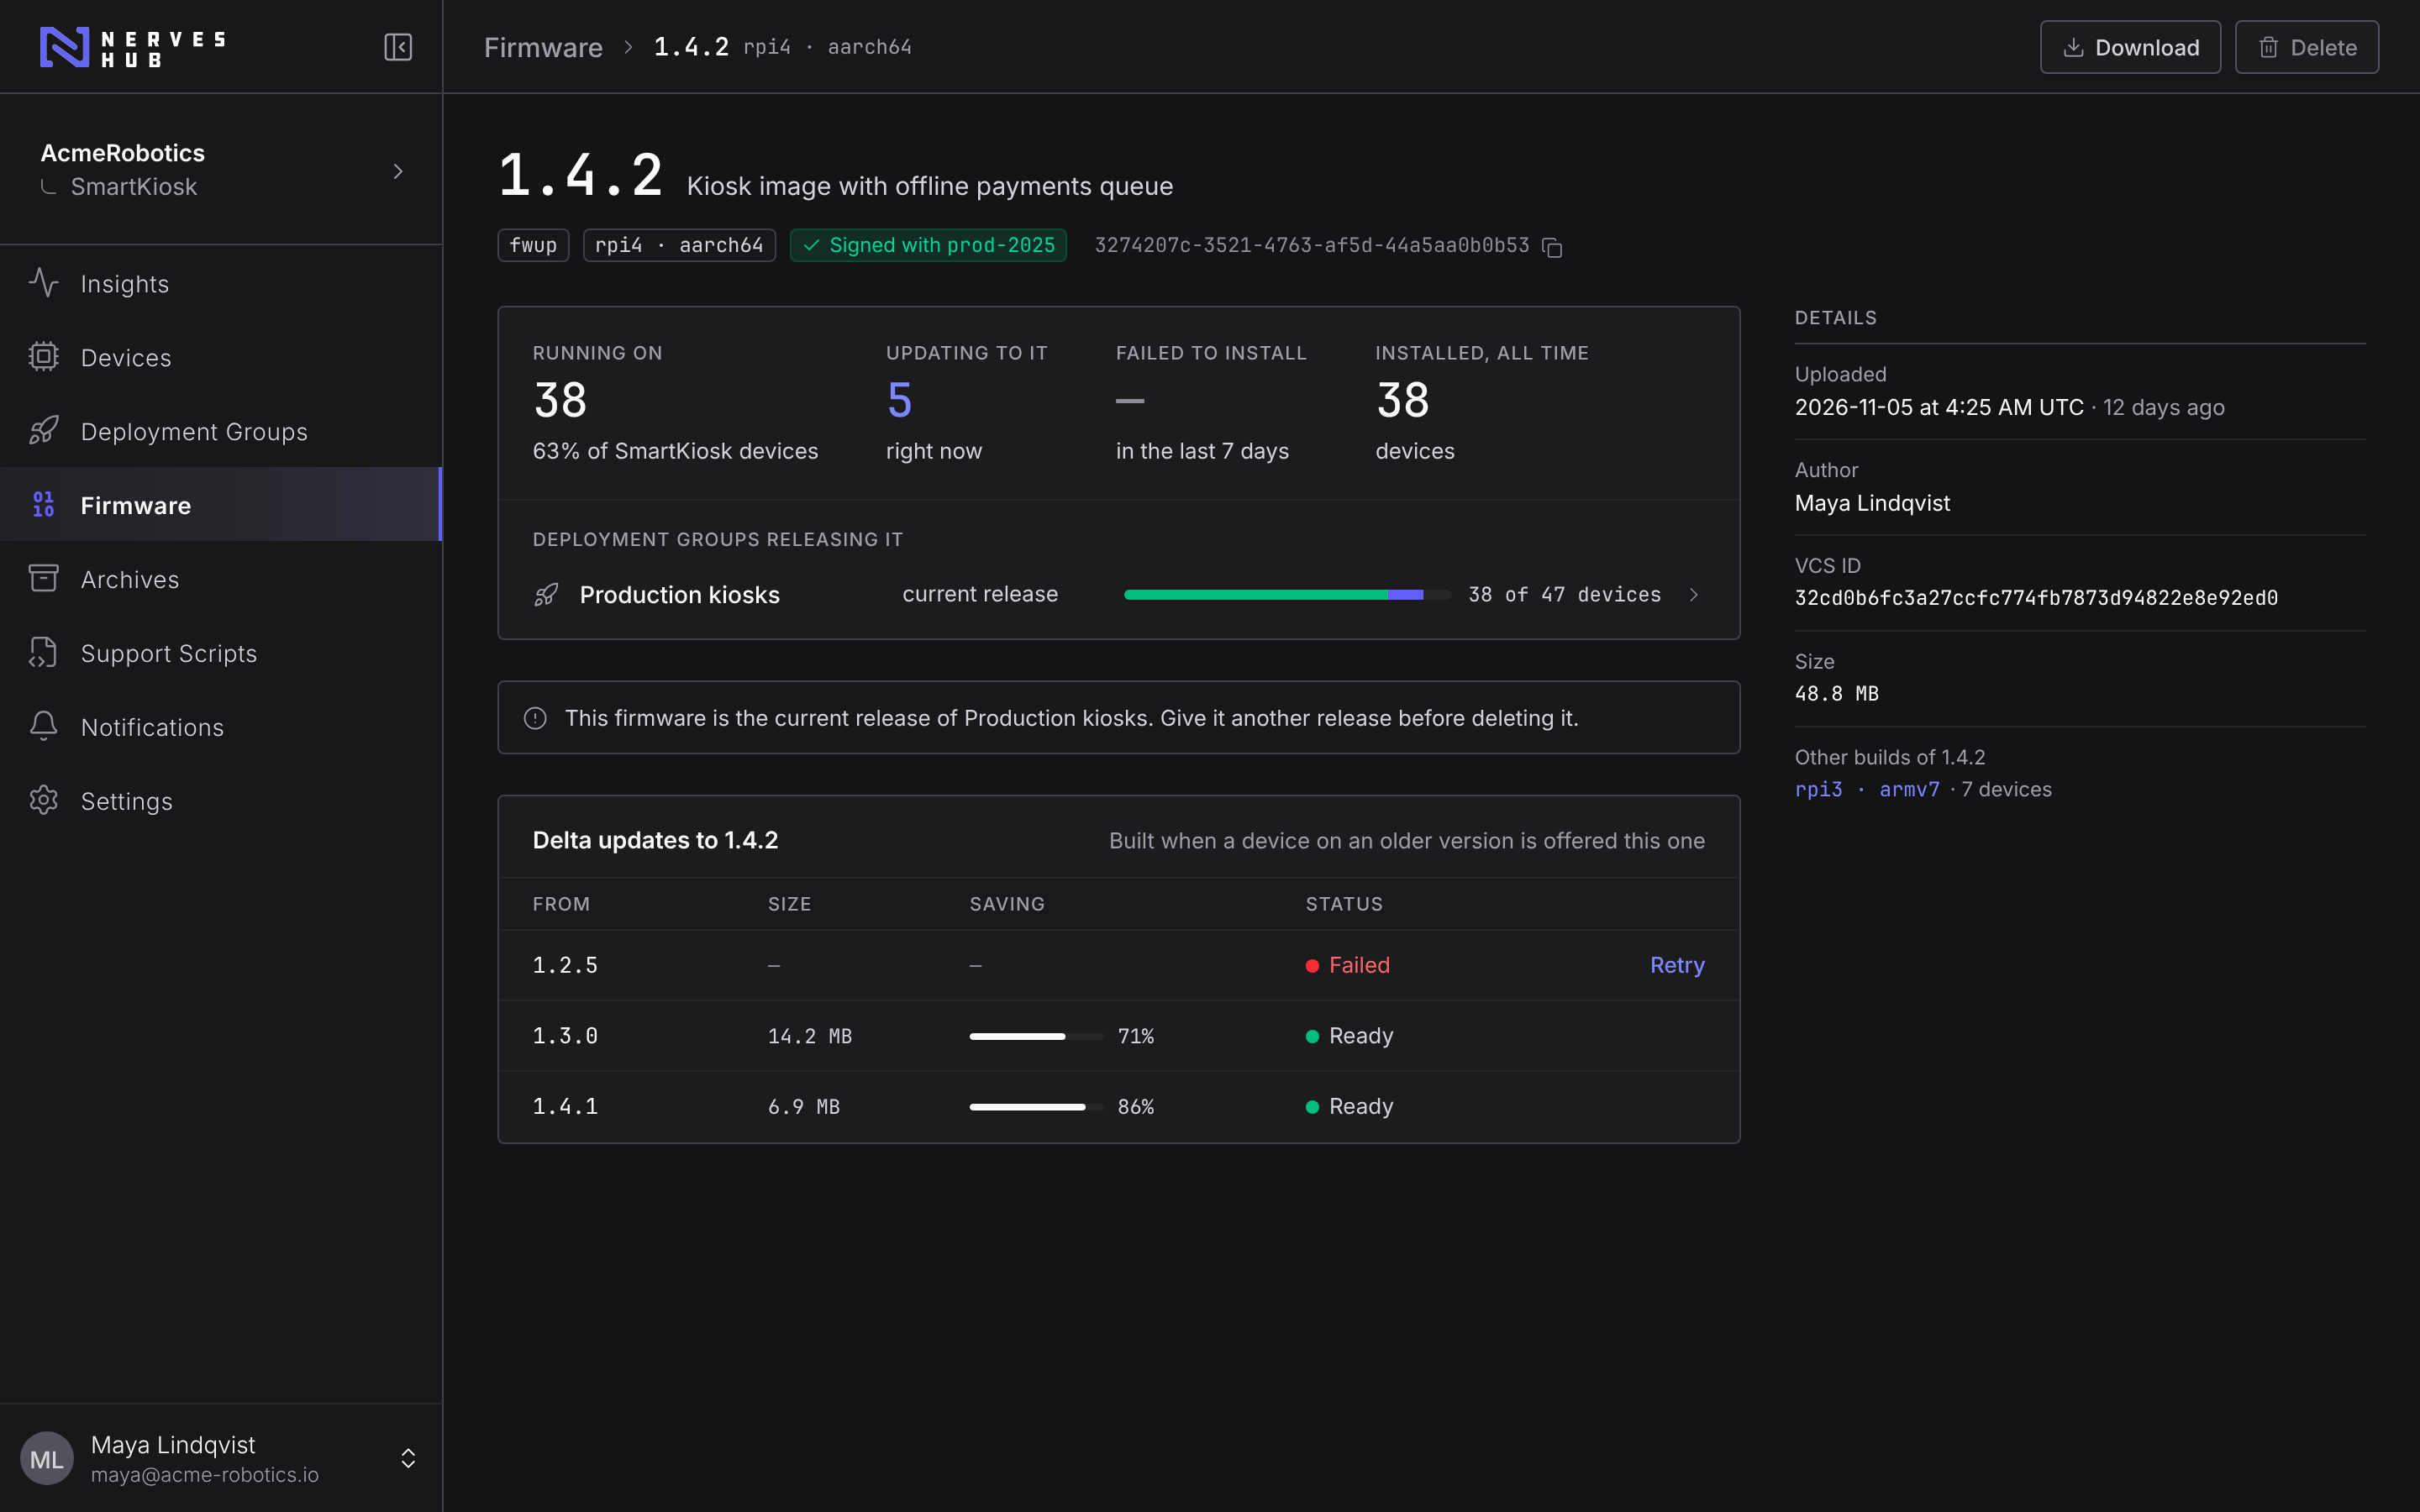 NERVES
HUB
AcmeRobotics
SmartKiosk
Insights
Devices
Deployment Groups
01
10
Firmware
Archives
Support Scripts
Notifications
Settings
ML
Maya Lindqvist
maya@acme-robotics.io
Firmware > 1.4.2 rpi4 · aarch64
Download
Delete
1.4.2 Kiosk image with offline payments queue
fwup
rpi4 · aarch64
Signed with prod-2025
3274207c-3521-4763-af5d-44a5aa0b0b53
RUNNING ON
38
63% of SmartKiosk devices
UPDATING TO IT
5
right now
FAILED TO INSTALL
—
in the last 7 days
INSTALLED, ALL TIME
38
devices
DEPLOYMENT GROUPS RELEASING IT
Production kiosks current release 38 of 47 devices
This firmware is the current release of Production kiosks. Give it another release before deleting it.
Delta updates to 1.4.2
Built when a device on an older version is offered this one
FROM SIZE SAVING STATUS
1.2.5 — — Failed Retry
1.3.0 14.2 MB 71% Ready
1.4.1 6.9 MB 86% Ready
DETAILS
Uploaded
2026-11-05 at 4:25 AM UTC · 12 days ago
Author
Maya Lindqvist
VCS ID
32cd0b6fc3a27ccfc774fb7873d94822e8e92ed0
Size
48.8 MB
Other builds of 1.4.2
rpi3 · armv7 · 7 devices